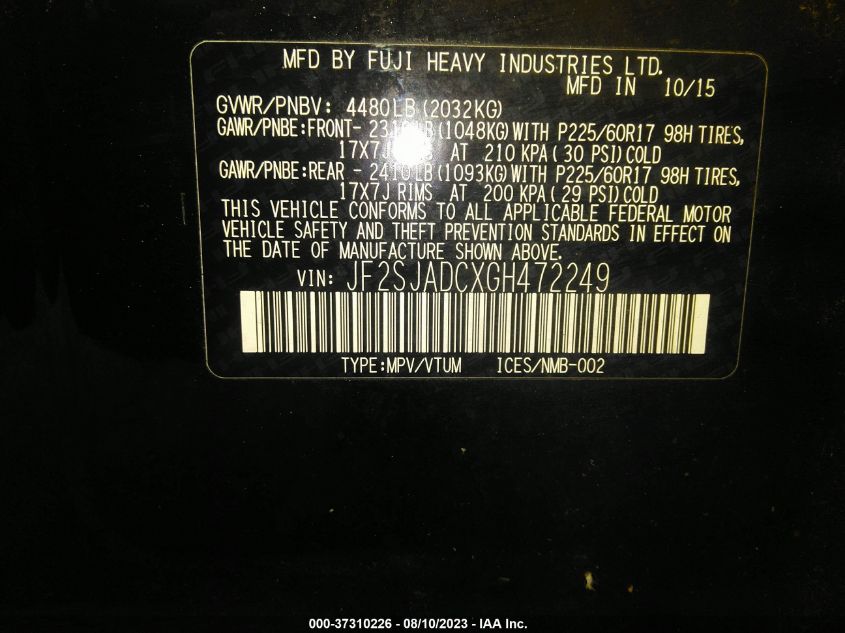 MFD BY FUJI HEAVY INDUSTRIES LTD.
MFD IN 10/15
GVWR/PNBV: 4480LB(2032KG)
GAWR/PNBE:FRONT- (1048KG)WITH P225/60R17 98H TIRES,
17X7J AT 210 KPA(30 PSI)COLD
GAWR/PNBE:REAR - 2410LB(1093KG)WITH P225/60R17 98H TIRES,
17X7J RIMS AT 200 KPA(29 PSI)COLD
THIS VEHICLE CONFORMS TO ALL APPLICABLE FEDERAL MOTOR
VEHICLE SAFETY AND THEFT PREVENTION STANDARDS IN EFFECT ON
THE DATE OF MANUFACTURE SHOWN ABOVE.
VIN: JF2SJADCXGH472249
TYPE:MPV/VTUM ICES/NMB-002
000-37310226 - 08/10/2023 - IAA Inc.